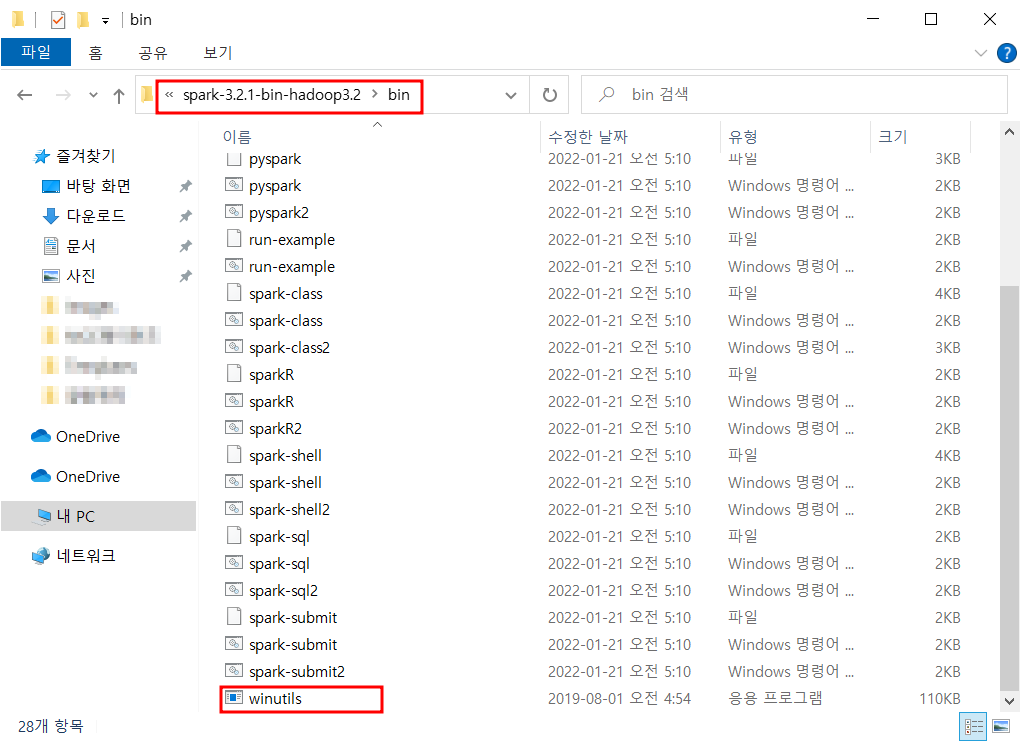 bin
파일 홈 공유 보기
« spark-3.2.1-bin-hadoop3.2 > bin
bin 검색
이름 수정한 날짜 유형 크기
즐겨찾기
바탕 화면
다운로드
문서
사진
OneDrive
OneDrive
내 PC
네트워크
pyspark 2022-01-21 오전 5:10 파일 3KB
pyspark 2022-01-21 오전 5:10 Windows 명령어 ... 2KB
pyspark2 2022-01-21 오전 5:10 Windows 명령어 ... 2KB
run-example 2022-01-21 오전 5:10 파일 2KB
run-example 2022-01-21 오전 5:10 Windows 명령어 ... 2KB
spark-class 2022-01-21 오전 5:10 파일 4KB
spark-class 2022-01-21 오전 5:10 Windows 명령어 ... 2KB
spark-class2 2022-01-21 오전 5:10 Windows 명령어 ... 3KB
sparkR 2022-01-21 오전 5:10 파일 2KB
sparkR 2022-01-21 오전 5:10 Windows 명령어 ... 2KB
sparkR2 2022-01-21 오전 5:10 Windows 명령어 ... 2KB
spark-shell 2022-01-21 오전 5:10 파일 4KB
spark-shell 2022-01-21 오전 5:10 Windows 명령어 ... 2KB
spark-shell2 2022-01-21 오전 5:10 Windows 명령어 ... 2KB
spark-sql 2022-01-21 오전 5:10 파일 2KB
spark-sql 2022-01-21 오전 5:10 Windows 명령어 ... 2KB
spark-sql2 2022-01-21 오전 5:10 Windows 명령어 ... 2KB
spark-submit 2022-01-21 오전 5:10 파일 2KB
spark-submit 2022-01-21 오전 5:10 Windows 명령어 ... 2KB
spark-submit2 2022-01-21 오전 5:10 Windows 명령어 ... 2KB
winutils 2019-08-01 오전 4:54 응용 프로그램 110KB
28개 항목